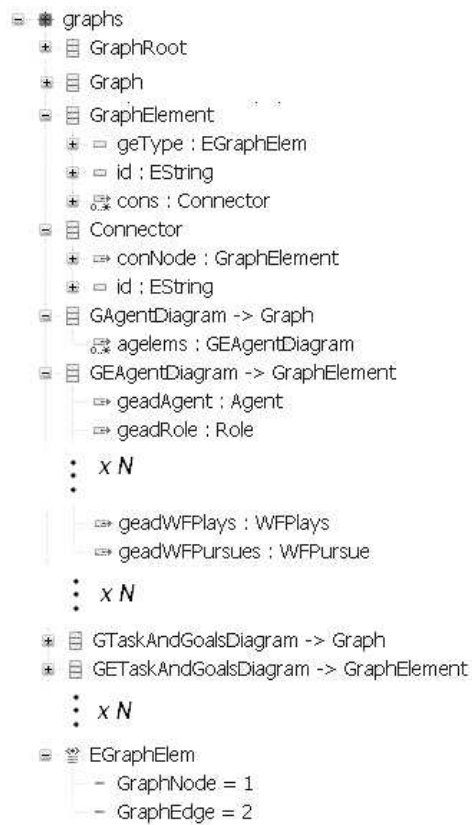 graphs
GraphRoot
Graph
GraphElement
geType : EGraphElem
id : EString
0..* cons : Connector
Connector
conNode : GraphElement
id : EString
GAgentDiagram -> Graph
0..* agelems : GEAgentDiagram
GEAgentDiagram -> GraphElement
geadAgent : Agent
geadRole : Role
x N
geadWFPlays : WFPlays
geadWFPursues : WFPursue
x N
GTaskAndGoalsDiagram -> Graph
GETaskAndGoalsDiagram -> GraphElement
x N
EGraphElem
- GraphNode = 1
- GraphEdge = 2